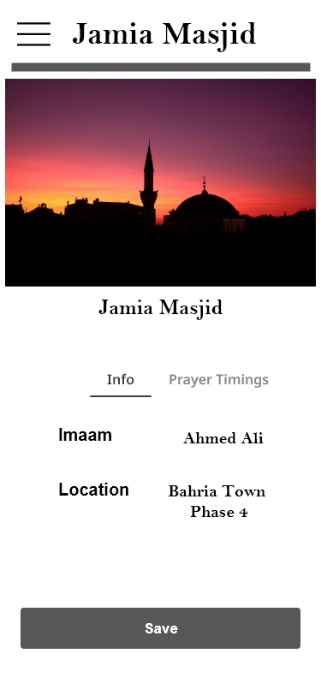 Jamia Masjid
Jamia Masjid
Info Prayer Timings
Imaam Ahmed Ali
Location Bahria Town
Phase 4
Save